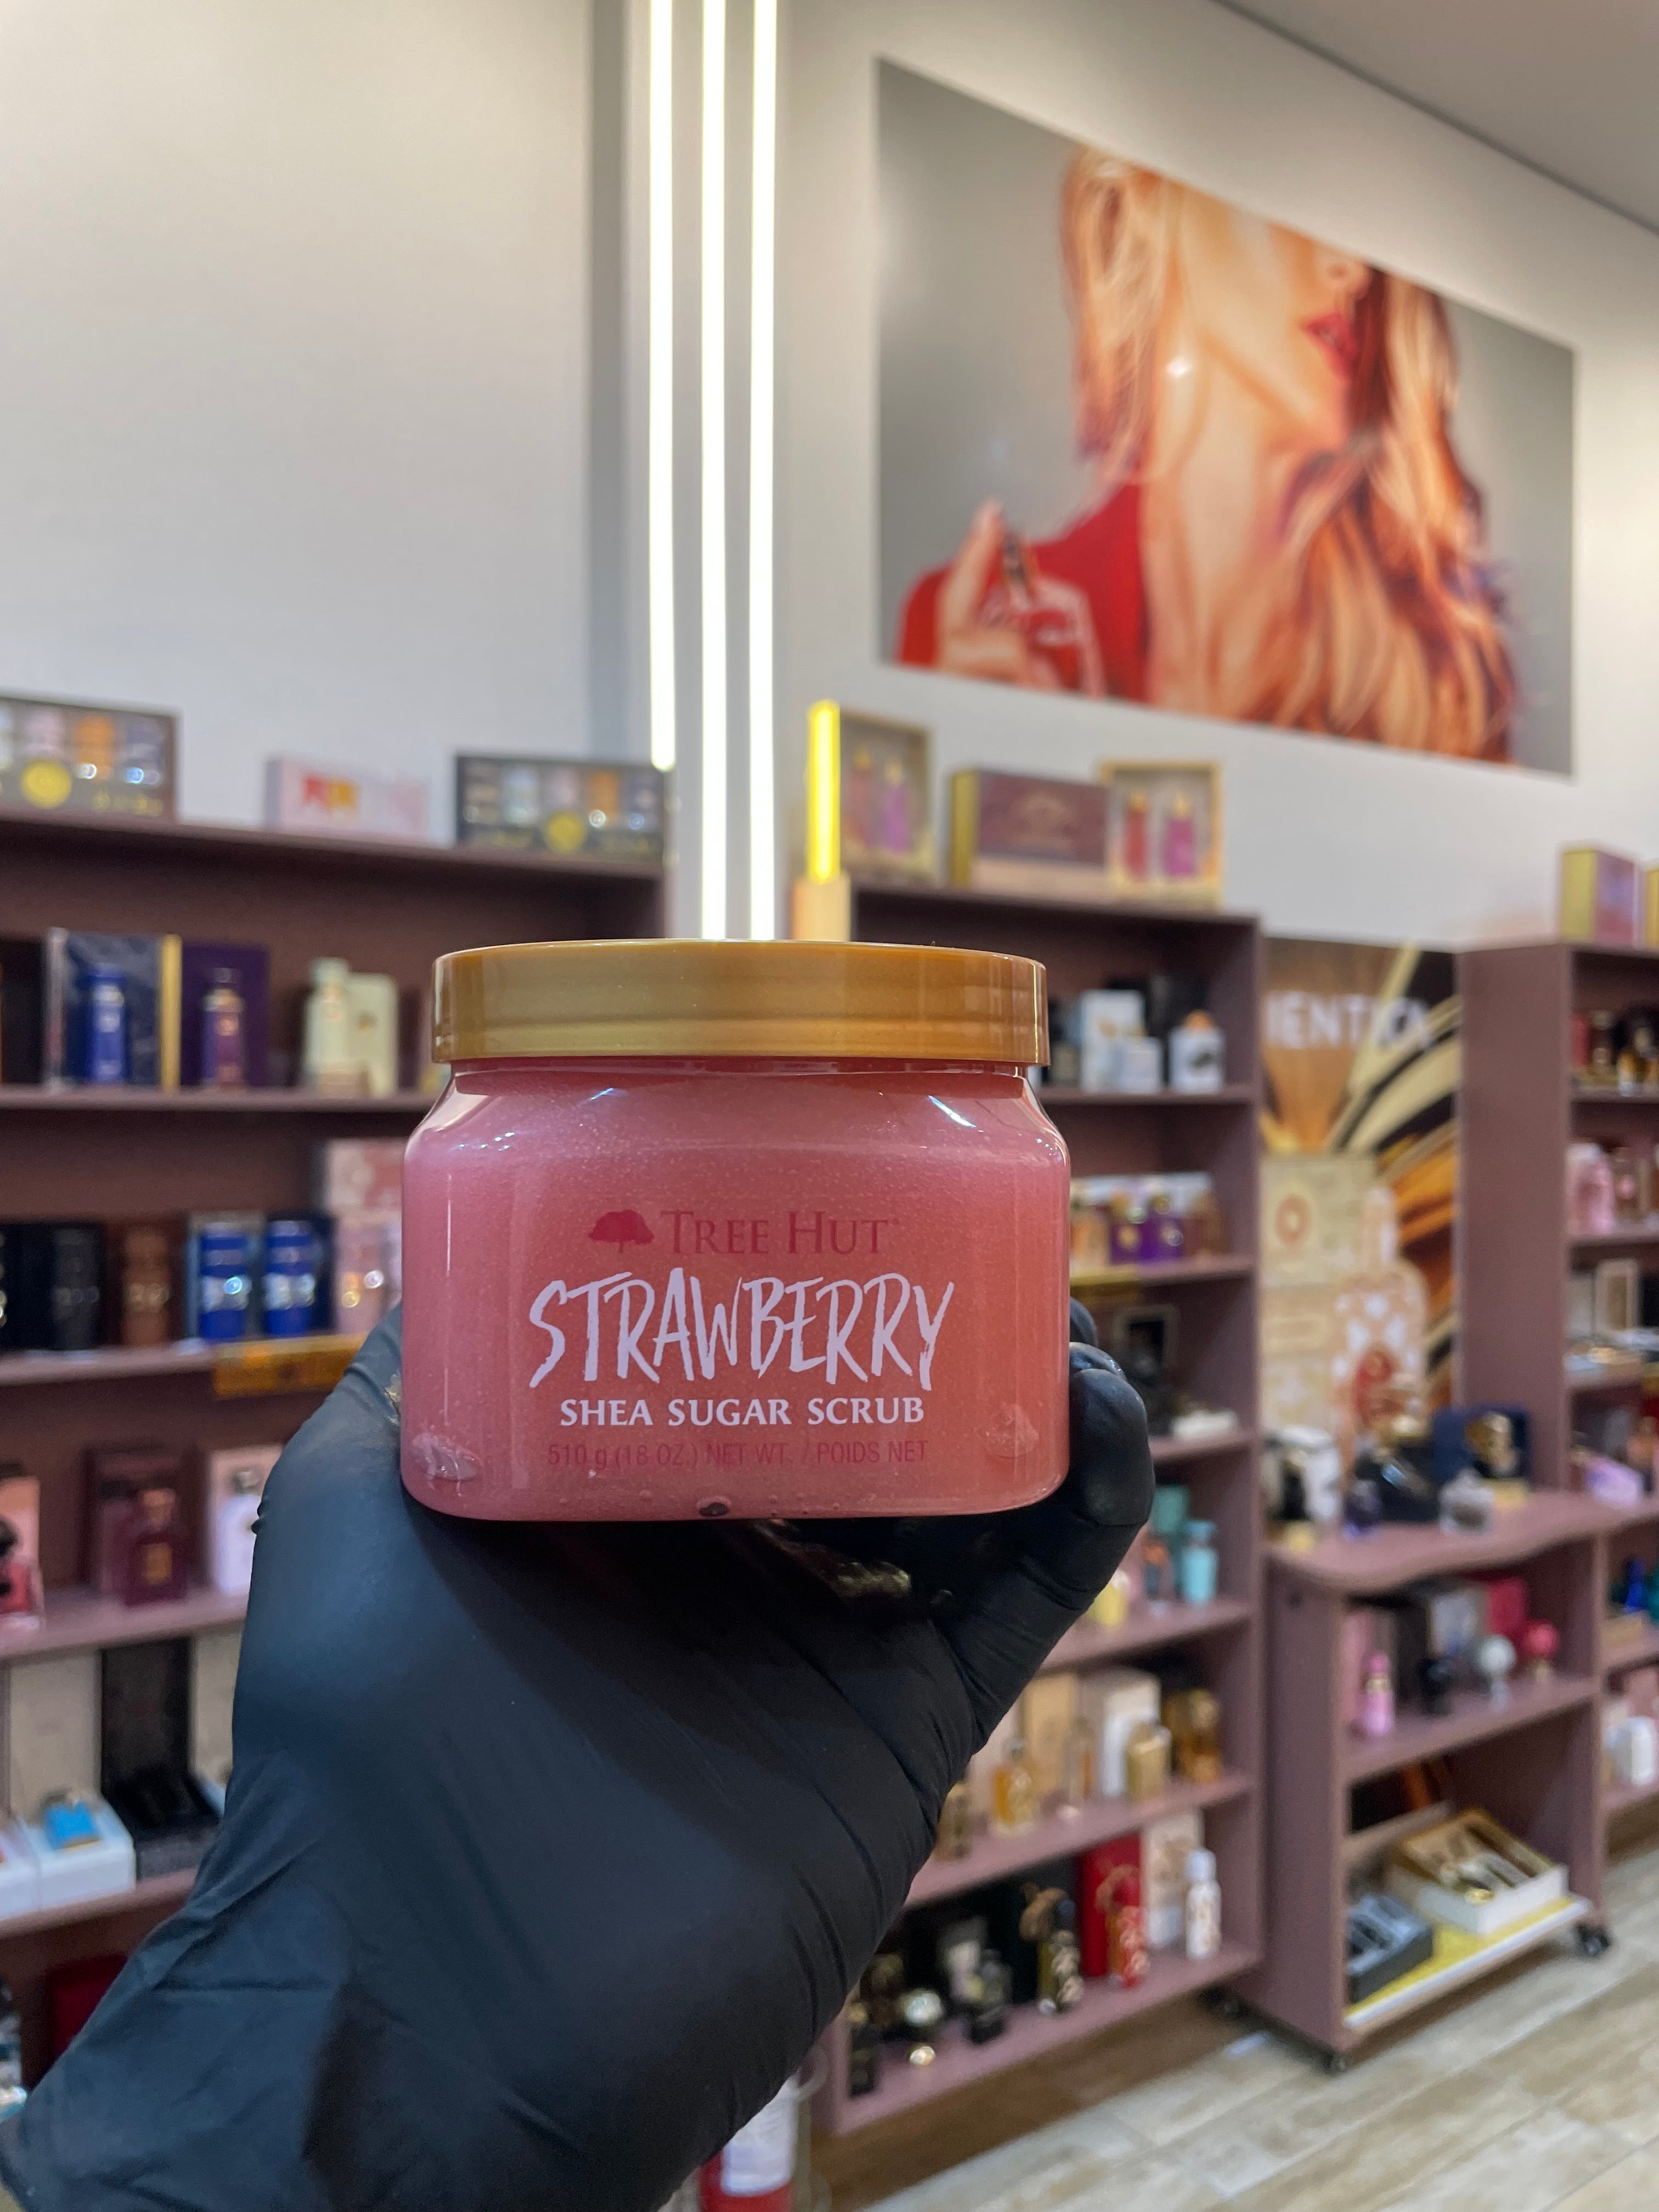 TREE HUT®
STRAWBERRY
SHEA SUGAR SCRUB
510 g (18 OZ.) NET WT. / POIDS NET